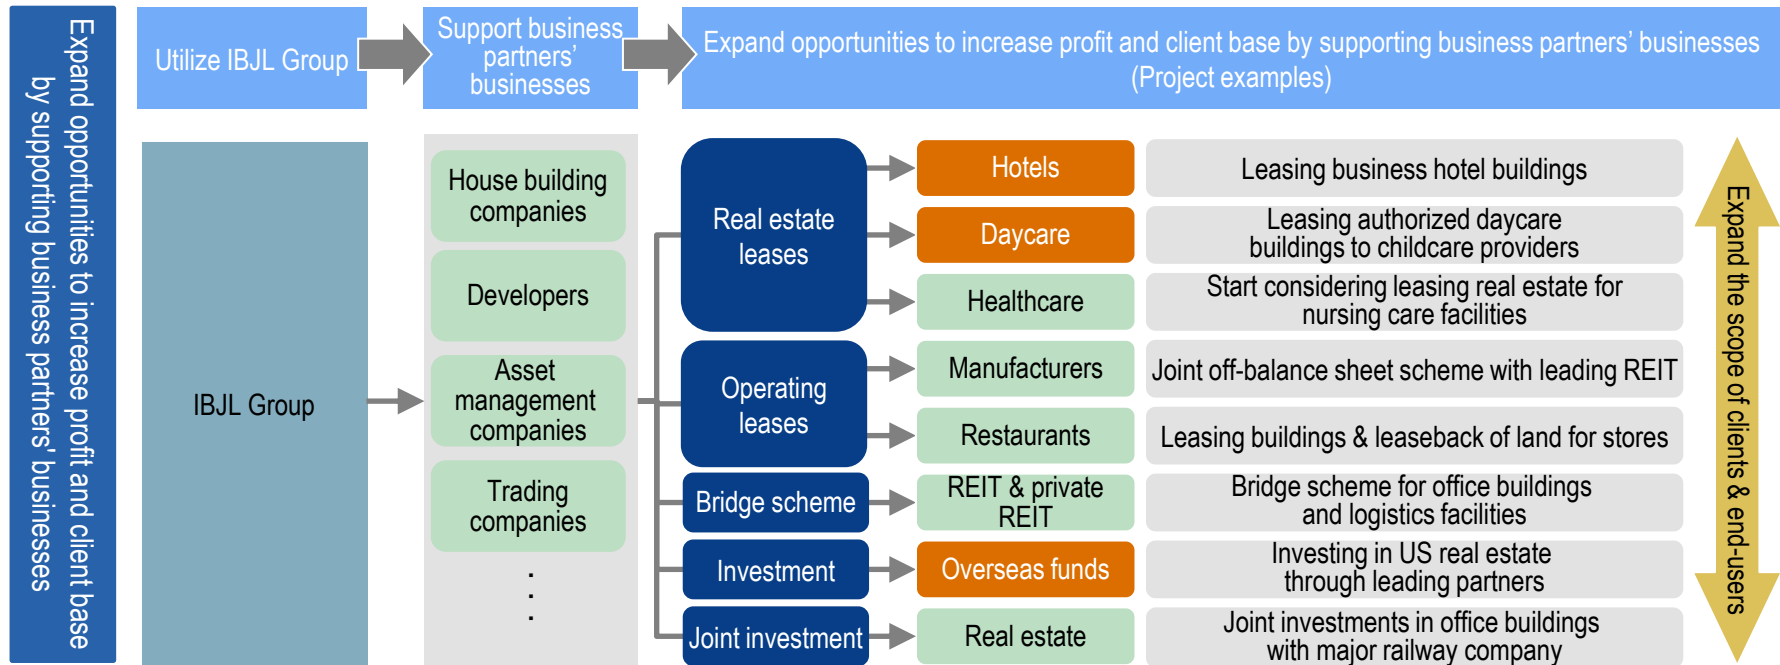 Expand opportunities to increase profit and client base
by supporting business partners' businesses
Utilize IBJL Group
Support business
partners’
businesses
Expand opportunities to increase profit and client base by supporting business partners’ businesses
(Project examples)
IBJL Group
House building
companies
Developers
Asset
management
companies
Trading
companies
.
.
.
Real estate
leases
Operating
leases
Bridge scheme
Investment
Joint investment
Hotels
Leasing business hotel buildings
Daycare
Leasing authorized daycare
buildings to childcare providers
Healthcare
Start considering leasing real estate for
nursing care facilities
Manufacturers
Joint off-balance sheet scheme with leading REIT
Restaurants
Leasing buildings & leaseback of land for stores
REIT & private
REIT
Bridge scheme for office buildings
and logistics facilities
Overseas funds
Investing in US real estate
through leading partners
Real estate
Joint investments in office buildings
with major railway company
Expand the scope of clients & end-users